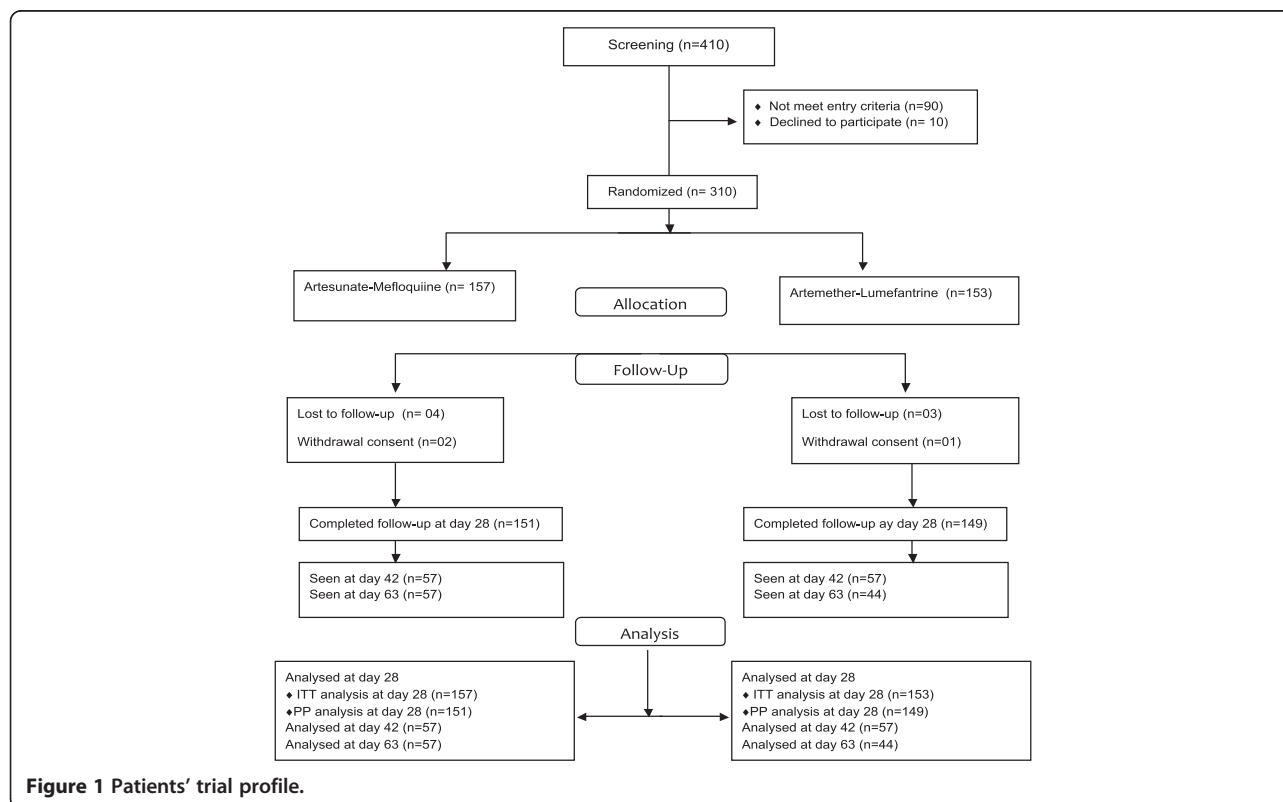 Screening (n=410)
♦ Not meet entry criteria (n=90)
♦ Declined to participate (n= 10)
Randomized (n= 310)
Artesunate-Mefloquiine (n= 157)
Artemether-Lumefantrine (n=153)
Allocation
Follow-Up
Lost to follow-up (n= 04)
Withdrawal consent (n=02)
Lost to follow-up (n=03)
Withdrawal consent (n=01)
Completed follow-up at day 28 (n=151)
Completed follow-up ay day 28 (n=149)
Seen at day 42 (n=57)
Seen at day 63 (n=57)
Seen at day 42 (n=57)
Seen at day 63 (n=44)
Analysis
Analysed at day 28
♦ ITT analysis at day 28 (n=157)
♦PP analysis at day 28 (n=151)
Analysed at day 42 (n=57)
Analysed at day 63 (n=57)
Analysed at day 28
♦ ITT analysis at day 28 (n=153)
♦PP analysis at day 28 (n=149)
Analysed at day 42 (n=57)
Analysed at day 63 (n=44)
Figure 1 Patients’ trial profile.